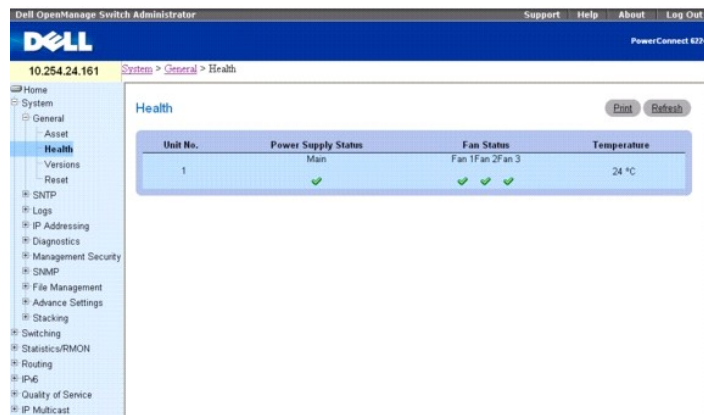 Dell OpenManage Switch Administrator
Support Help About Log Out
DELL
PowerConnect 622
10.254.24.161
System > General > Health
Home
System
General
Asset
Health
Versions
Reset
SNTP
Logs
IP Addressing
Diagnostics
Management Security
SNMP
File Management
Advance Settings
Stacking
Switching
Statistics/RMON
Routing
IPv6
Quality of Service
IP Multicast
Health
Print Refresh
Unit No. Power Supply Status Fan Status Temperature
Main Fan 1Fan 2Fan 3
1 24 °C